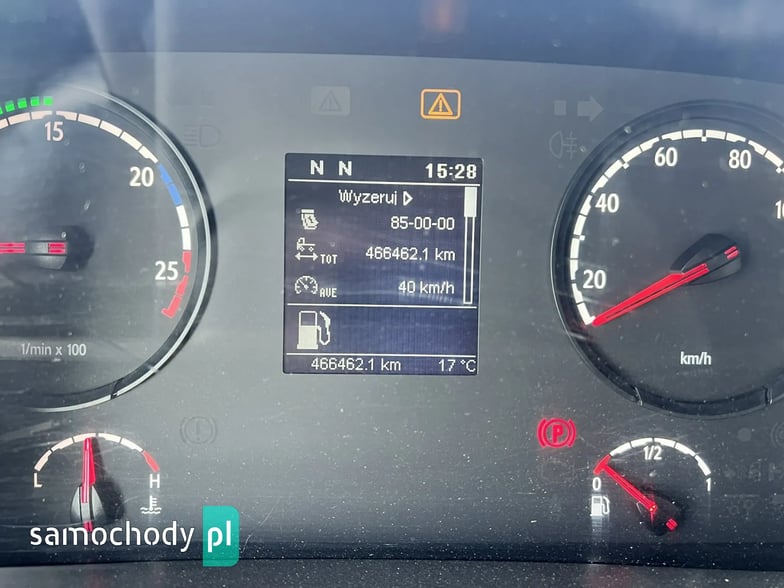 15
20
25
1/min x 100
N N 15:28
Wyzeruj
85-00-00
TOT 466462.1 km
AVE 40 km/h
466462.1 km 17 °C
20
40
60
80
km/h
L H
P
0 1/2 1
samochody pl